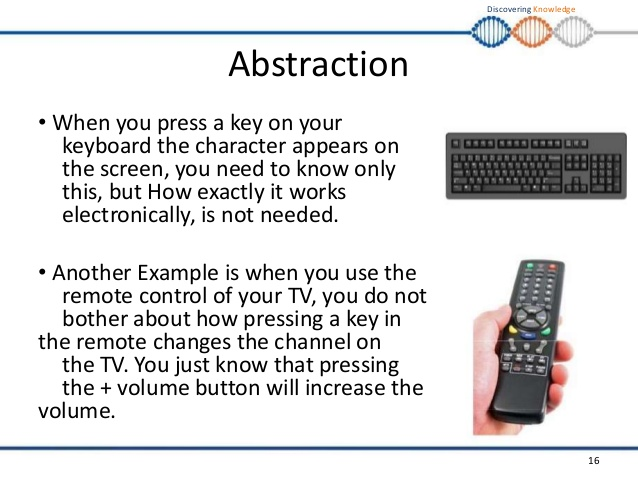 Discovering Knowledge
Abstraction
• When you press a key on your
keyboard the character appears on
the screen, you need to know only
this, but How exactly it works
electronically, is not needed.
• Another Example is when you use the
remote control of your TV, you do not
bother about how pressing a key in
the remote changes the channel on
the TV. You just know that pressing
the + volume button will increase the
volume.
16